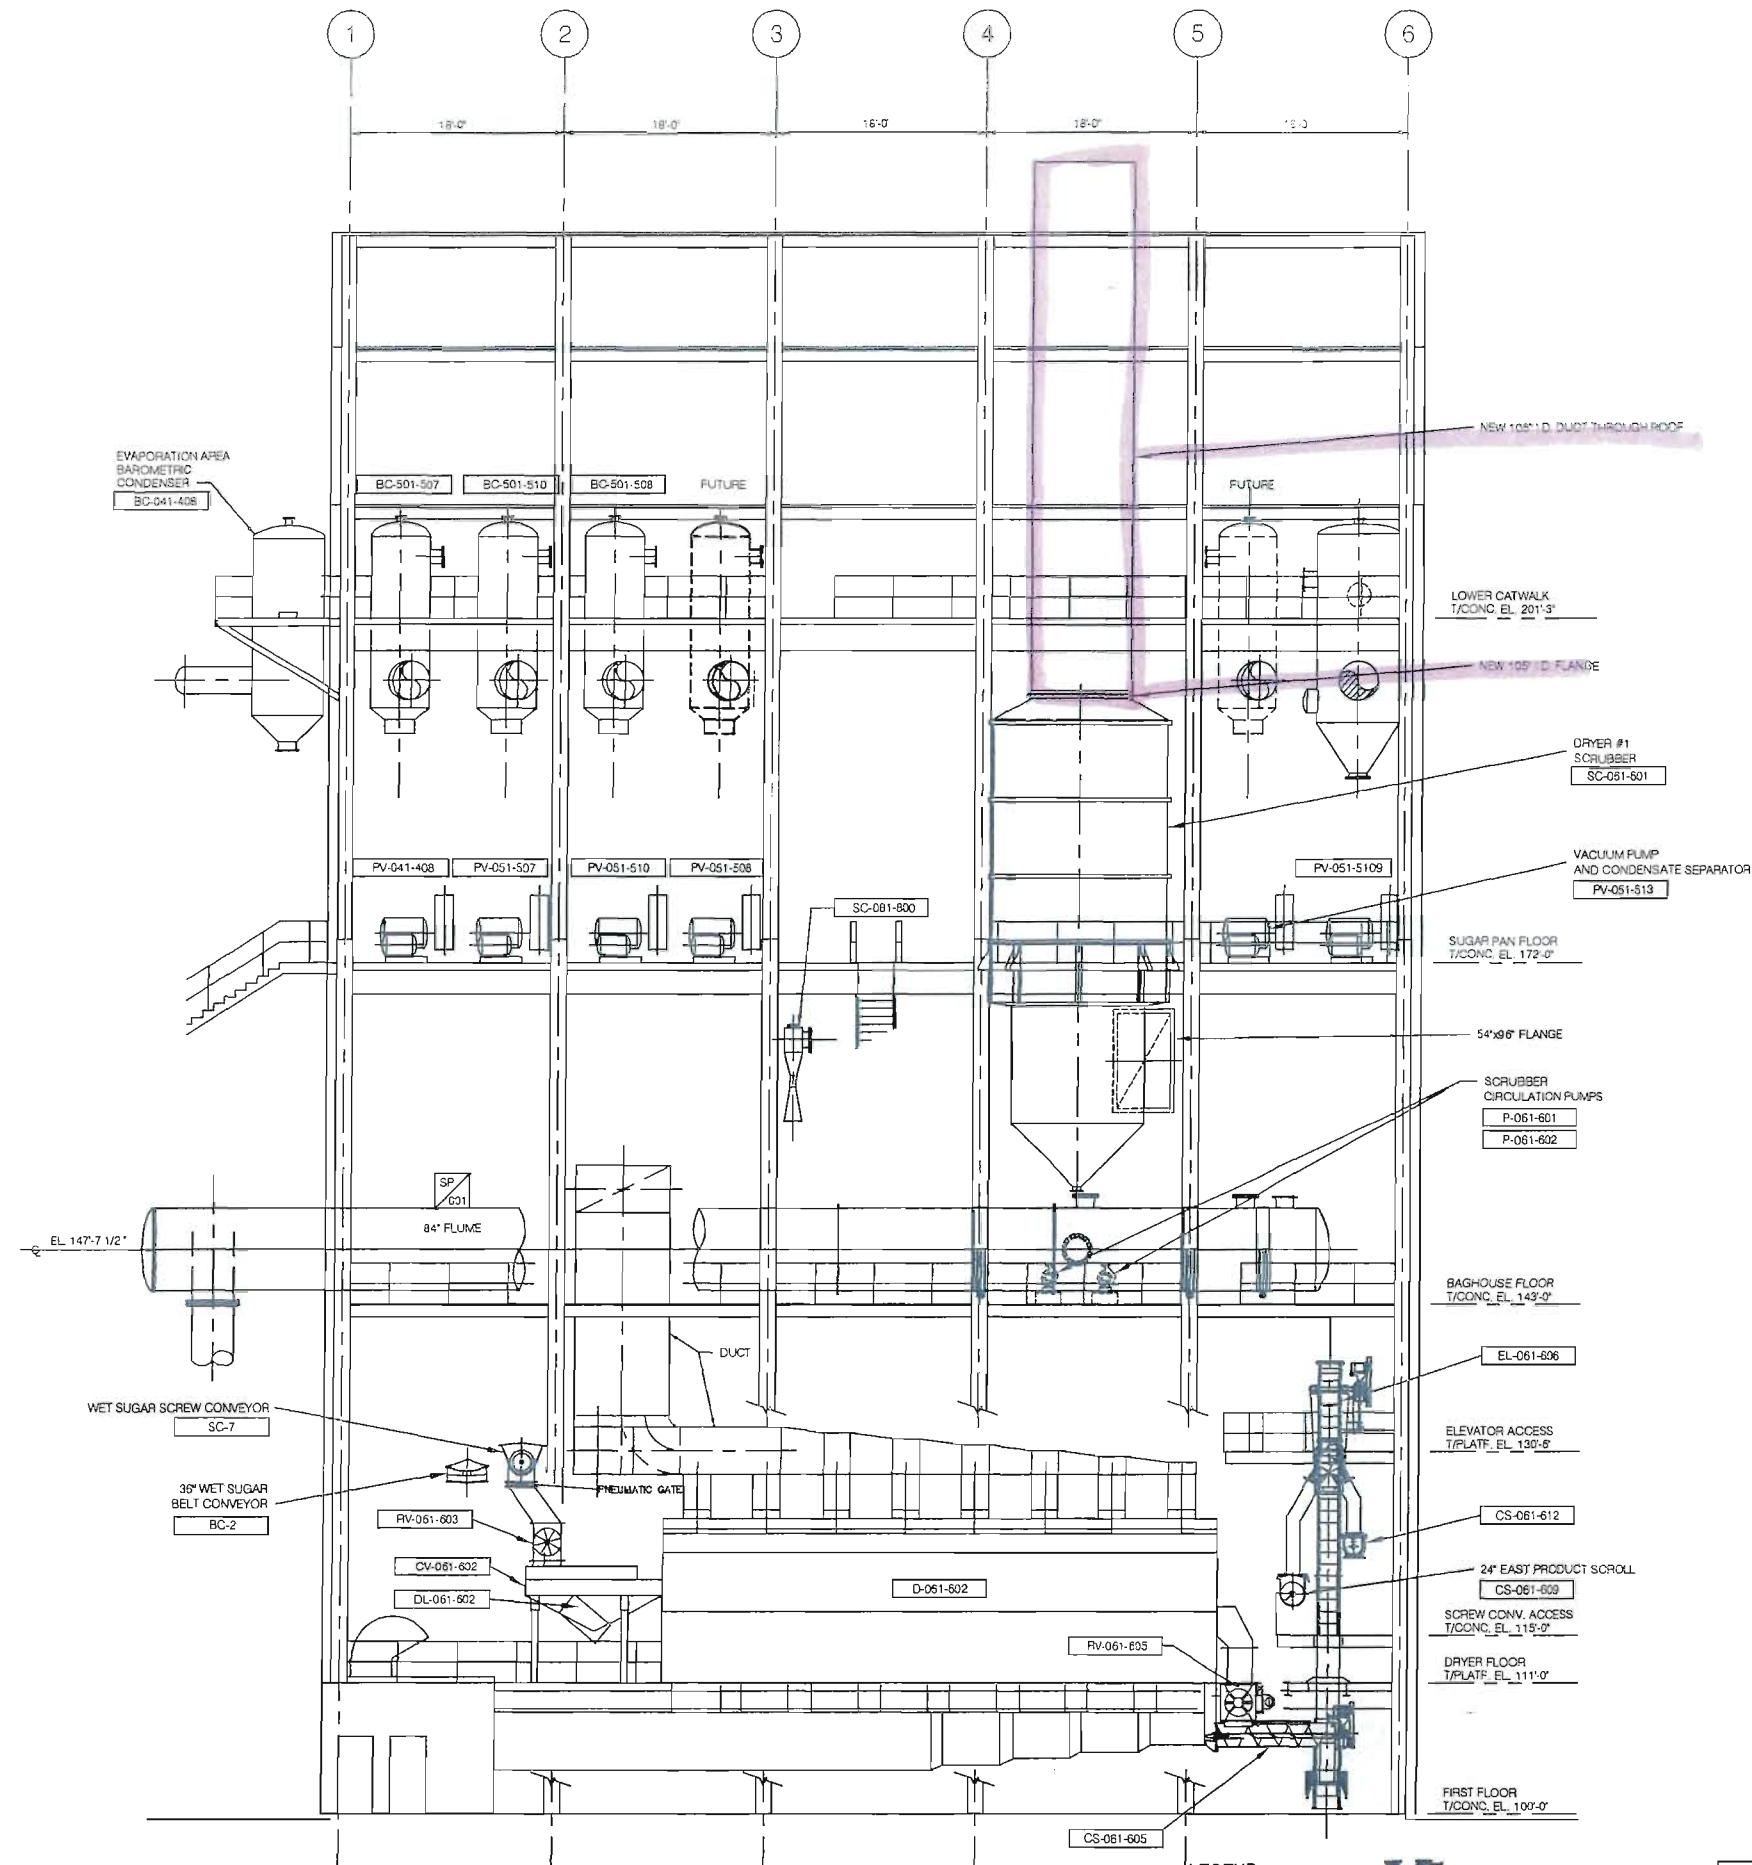 1 2 3 4 5 6
18'-0" 18'-0" 18'-0"
DUCT THROUGH ROOF
EVAPORATION AREA
BAROMETRIC
CONDENSER
BC-041-408
BC-501-507 BC-501-510 BC-501-508 FUTURE FUTURE
LOWER CATWALK
T/CONC. EL. 201'-3"
NEW 105" I.D. FLANGE
DRYER #1
SCRUBBER
SC-061-601
PV-041-408 PV-051-507 PV-051-510 PV-051-508 PV-051-5109
VACUUM PUMP
AND CONDENSATE SEPARATOR
PV-051-513
SC-081-800
SUGAR PAN FLOOR
T/CONC. EL. 172'-0"
54"x96" FLANGE
SCRUBBER
CIRCULATION PUMPS
P-061-601
P-061-602
SP
601
84" FLUME
EL. 147'-7 1/2"
BAGHOUSE FLOOR
T/CONC. EL. 143'-0"
DUCT
EL-061-606
WET SUGAR SCREW CONVEYOR
SC-7
ELEVATOR ACCESS
T/PLATF. EL. 130'-6"
36" WET SUGAR
BELT CONVEYOR
BC-2
PNEUMATIC GATE
RV-061-603
CS-061-612
CV-061-602
24" EAST PRODUCT SCROLL
CS-061-609
DL-061-602
D-061-602
SCREW CONV. ACCESS
T/CONC. EL. 115'-0"
RV-061-605
DRYER FLOOR
T/PLATF. EL. 111'-0"
FIRST FLOOR
T/CONC. EL. 100'-0"
CS-061-605